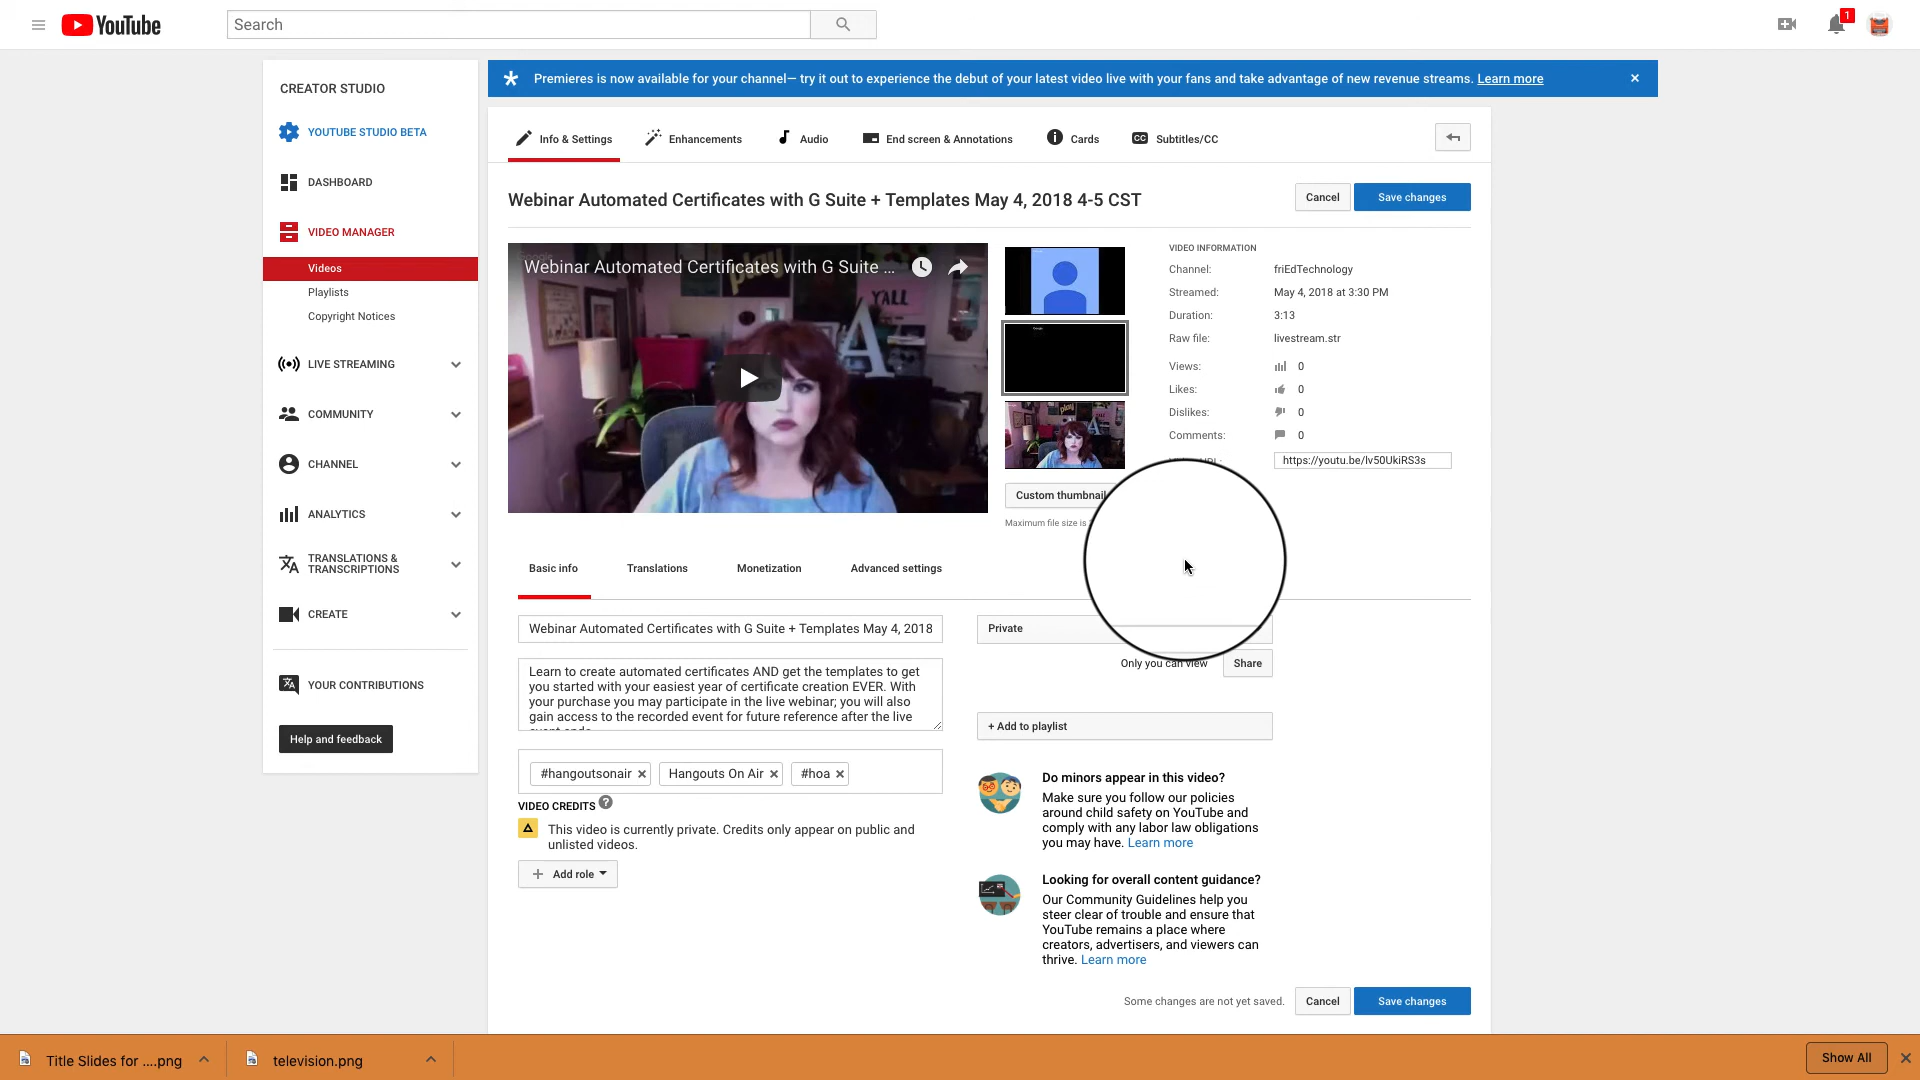 YouTube
Search
1
CREATOR STUDIO
YOUTUBE STUDIO BETA
DASHBOARD
VIDEO MANAGER
Videos
Playlists
Copyright Notices
LIVE STREAMING
COMMUNITY
CHANNEL
ANALYTICS
TRANSLATIONS &
TRANSCRIPTIONS
CREATE
YOUR CONTRIBUTIONS
Help and feedback
Premieres is now available for your channel— try it out to experience the debut of your latest video live with your fans and take advantage of new revenue streams. Learn more
Info & Settings
Enhancements
Audio
End screen & Annotations
Cards
CC Subtitles/CC
Webinar Automated Certificates with G Suite + Templates May 4, 2018 4-5 CST
Cancel
Save changes
Webinar Automated Certificates with G Suite ...
play
Y'ALL
A
Custom thumbnail
Maximum file size is
VIDEO INFORMATION
Channel: friEdTechnology
Streamed: May 4, 2018 at 3:30 PM
Duration: 3:13
Raw file: livestream.str
Views: 0
Likes: 0
Dislikes: 0
Comments: 0
https://youtu.be/lv50UkiRS3s
Basic info
Translations
Monetization
Advanced settings
Webinar Automated Certificates with G Suite + Templates May 4, 2018
Learn to create automated certificates AND get the templates to get
you started with your easiest year of certificate creation EVER. With
your purchase you may participate in the live webinar; you will also
gain access to the recorded event for future reference after the live
#hangoutsonair
Hangouts On Air
#hoa
VIDEO CREDITS ?
This video is currently private. Credits only appear on public and
unlisted videos.
Add role
Private
Only you can view
Share
+ Add to playlist
Do minors appear in this video?
Make sure you follow our policies
around child safety on YouTube and
comply with any labor law obligations
you may have. Learn more
Looking for overall content guidance?
Our Community Guidelines help you
steer clear of trouble and ensure that
YouTube remains a place where
creators, advertisers, and viewers can
thrive. Learn more
Some changes are not yet saved.
Cancel
Save changes
Title Slides for ....png
television.png
Show All